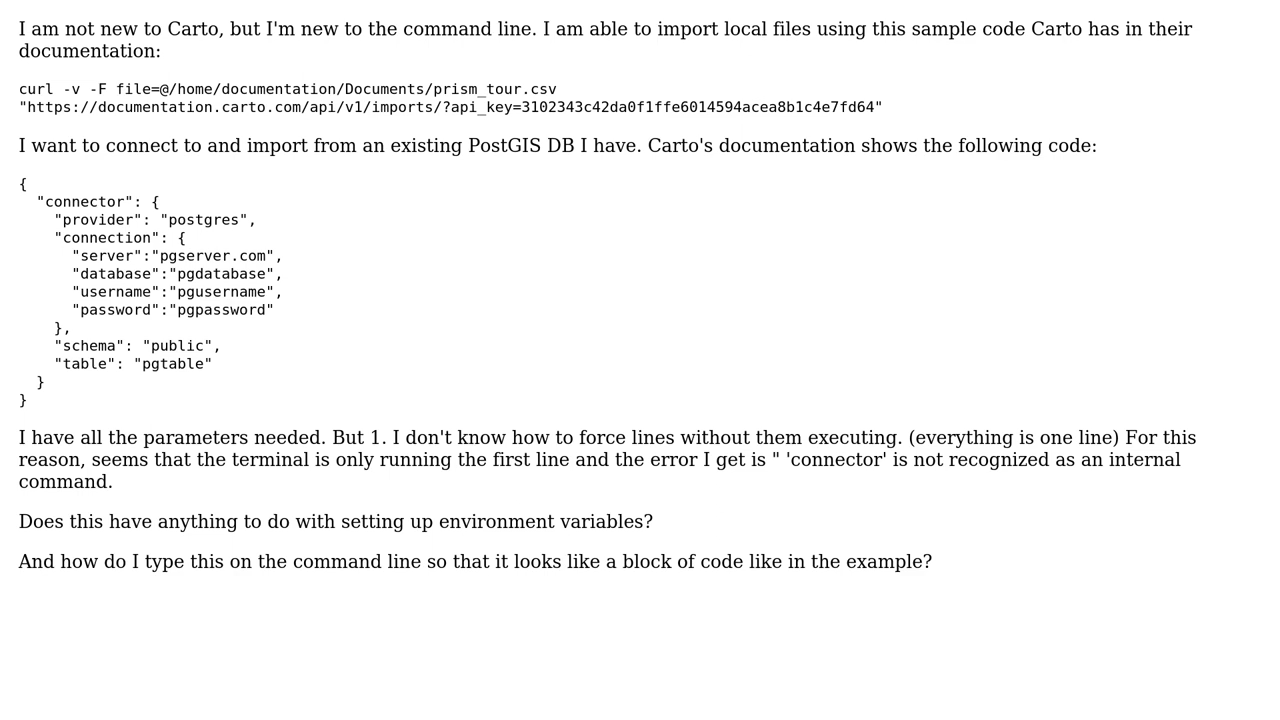 I am not new to Carto, but I'm new to the command line. I am able to import local files using this sample code Carto has in their
documentation:
curl -v -F file=@/home/documentation/Documents/prism_tour.csv
"https://documentation.carto.com/api/v1/imports/?api_key=3102343c42da0f1ffe6014594acea8b1c4e7fd64"
I want to connect to and import from an existing PostGIS DB I have. Carto's documentation shows the following code:
{
  "connector": {
    "provider": "postgres",
    "connection": {
      "server":"pgserver.com",
      "database":"pgdatabase",
      "username":"pgusername",
      "password":"pgpassword"
    },
    "schema": "public",
    "table": "pgtable"
  }
}
I have all the parameters needed. But 1. I don't know how to force lines without them executing. (everything is one line) For this
reason, seems that the terminal is only running the first line and the error I get is " 'connector' is not recognized as an internal
command.
Does this have anything to do with setting up environment variables?
And how do I type this on the command line so that it looks like a block of code like in the example?